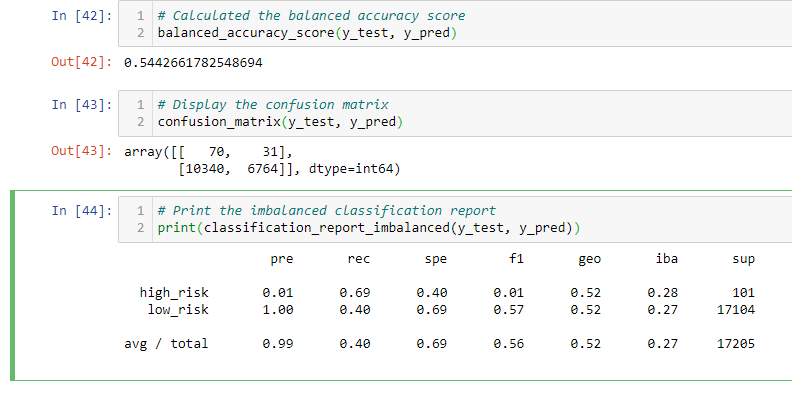 In [42]: 1 # Calculated the balanced accuracy score
2 balanced_accuracy_score(y_test, y_pred)
Out[42]: 0.5442661782548694
In [43]: 1 # Display the confusion matrix
2 confusion_matrix(y_test, y_pred)
Out[43]: array([[   70,    31],
       [10340,  6764]], dtype=int64)
In [44]: 1 # Print the imbalanced classification report
2 print(classification_report_imbalanced(y_test, y_pred))
pre rec spe f1 geo iba sup
high_risk 0.01 0.69 0.40 0.01 0.52 0.28 101
low_risk 1.00 0.40 0.69 0.57 0.52 0.27 17104
avg / total 0.99 0.40 0.69 0.56 0.52 0.27 17205